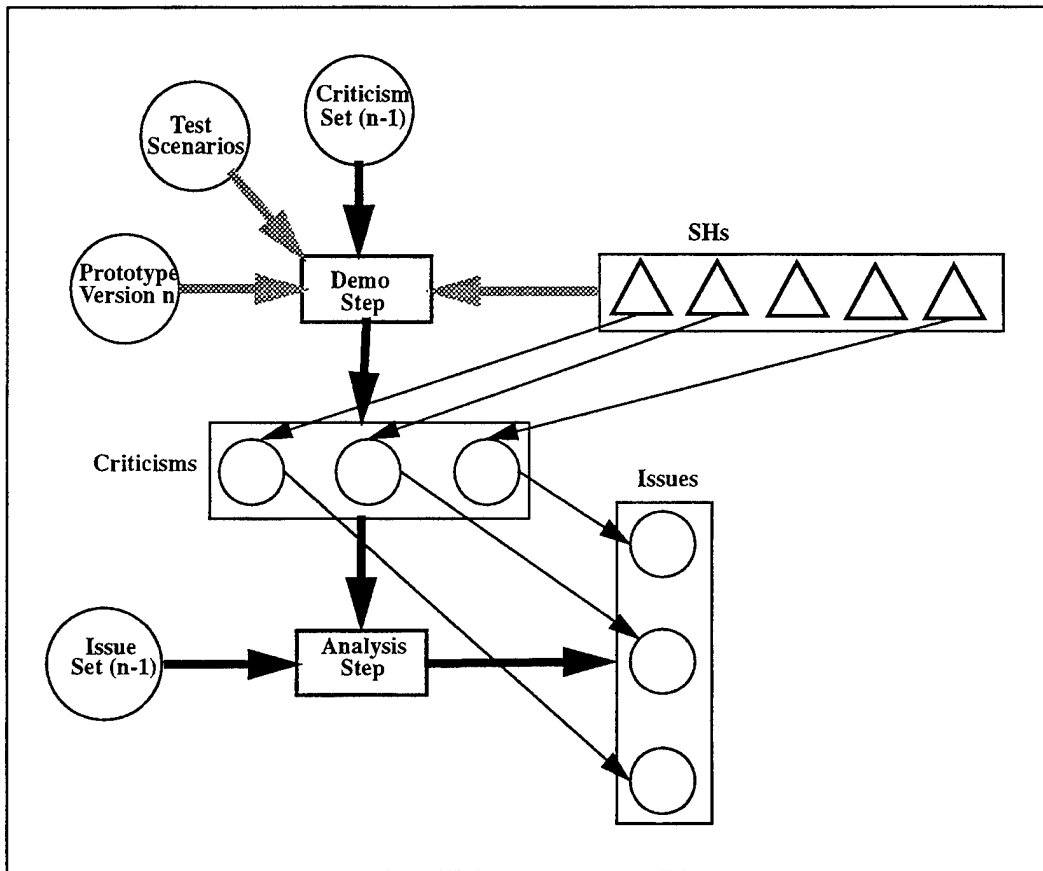 Criticism
Set (n-1)
Test
Scenarios
SHs
Prototype
Version n
Demo
Step
Criticisms
Issues
Issue
Set (n-1)
Analysis
Step